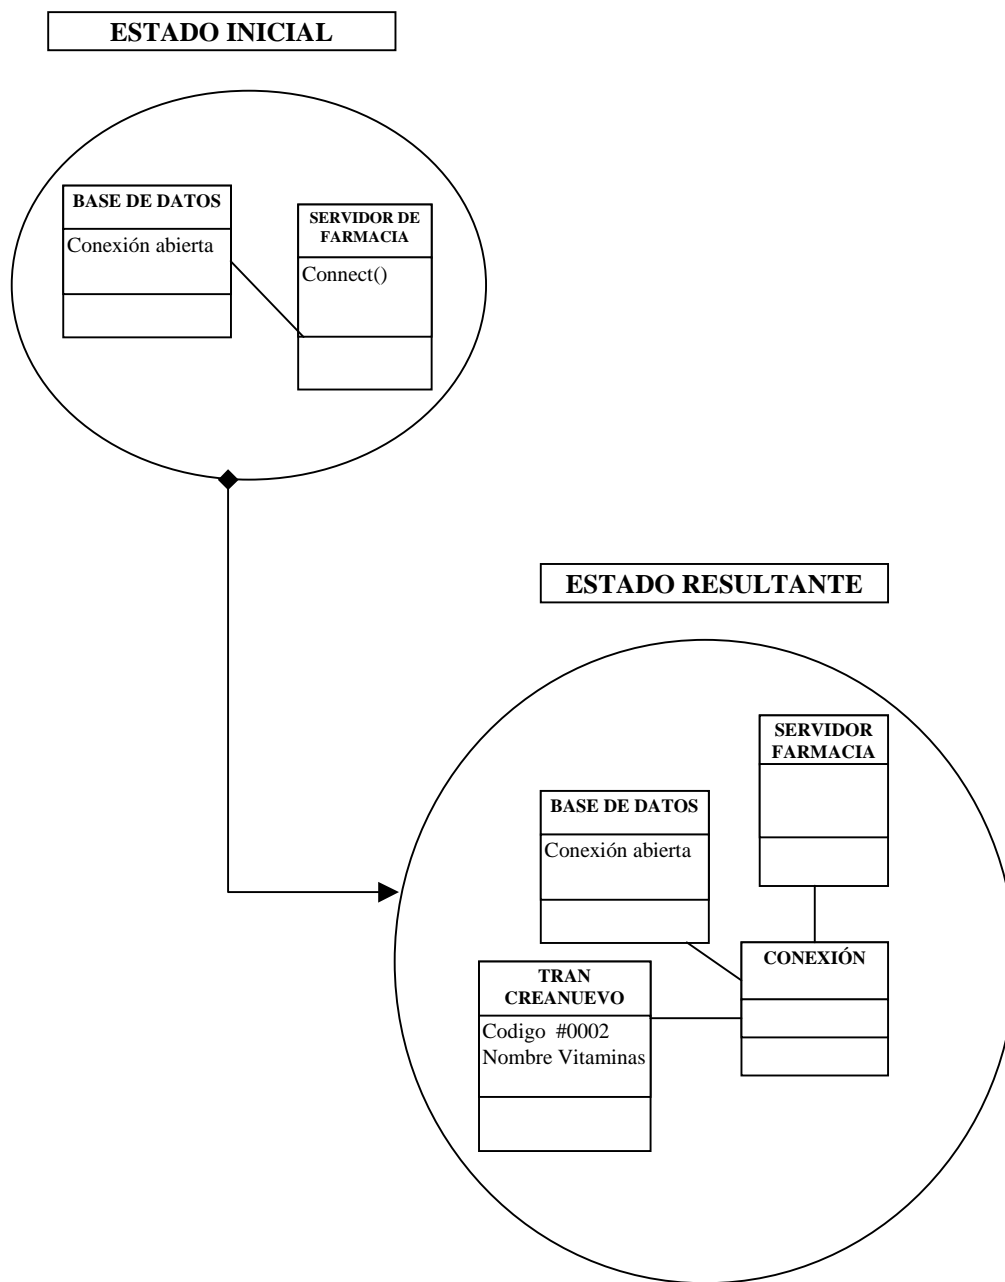 ESTADO INICIAL
BASE DE DATOS
Conexión abierta
SERVIDOR DE
FARMACIA
Connect()
ESTADO RESULTANTE
SERVIDOR
FARMACIA
BASE DE DATOS
Conexión abierta
CONEXIÓN
TRAN
CREANUEVO
Codigo #0002
Nombre Vitaminas